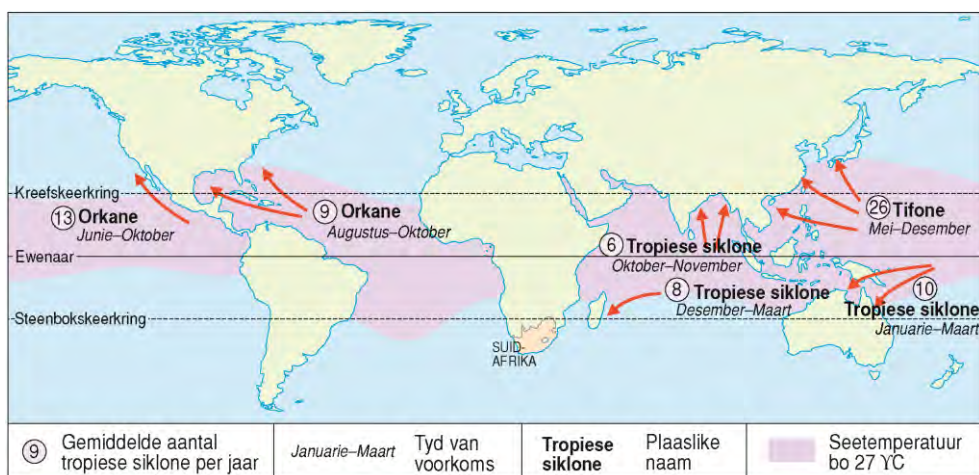 Kreefskeerkring
13 Orkane
Junie–Oktober
9 Orkane
Augustus–Oktober
26 Tifone
Mei–Desember
6 Tropiese siklone
Oktober–November
Ewenaar
8 Tropiese siklone
Desember–Maart
10
Tropiese siklone
Januarie–Maart
Steenbokskeerkring
SUID-
AFRIKA
9 Gemiddelde aantal
tropiese siklone per jaar
Januarie–Maart Tyd van
voorkoms
Tropiese
siklone
Plaaslike
naam
Seetemperatuur
bo 27 ϒC